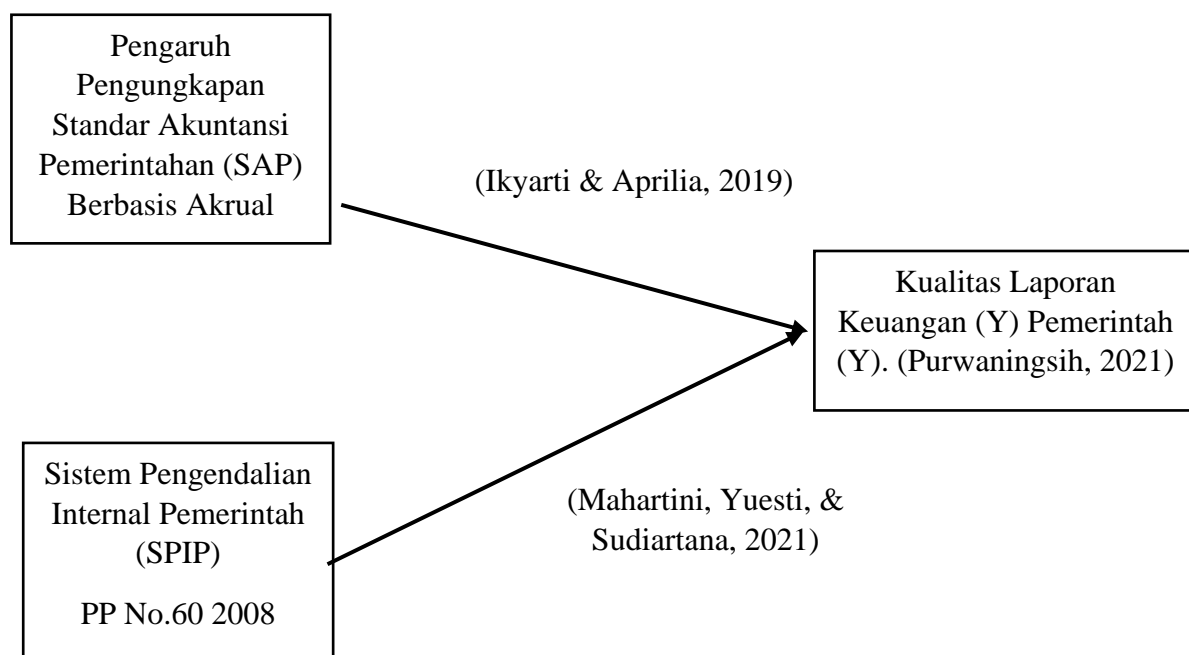 Pengaruh
Pengungkapan
Standar Akuntansi
Pemerintahan (SAP)
Berbasis Akrual
(Ikyarti & Aprilia, 2019)
Kualitas Laporan
Keuangan (Y) Pemerintah
(Y). (Purwaningsih, 2021)
Sistem Pengendalian
Internal Pemerintah
(SPIP)
PP No.60 2008
(Mahartini, Yuesti, &
Sudiartana, 2021)